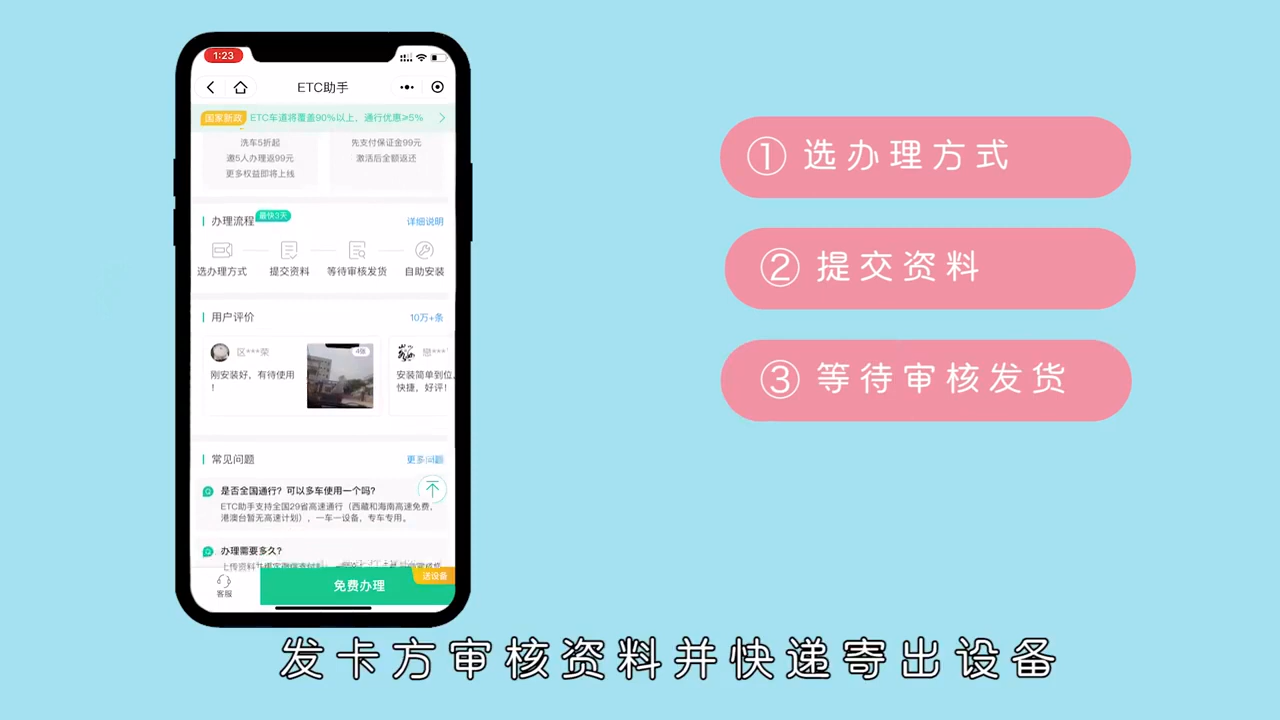 1:23
ETC助手
国家新政 ETC车道将覆盖90%以上，通行优惠≥5%
洗车5折起
邀5人办理返99元
更多权益即将上线
先支付保证金99元
激活后全额返还
办理流程 最快3天 详细说明
选办理方式 提交资料 等待审核发货 自助安装
用户评价 10万+条
区***荣
刚安装好，有待使用
！
4张
安装简单到位，
快捷，好评！
常见问题 更多问题
是否全国通行？可以多车使用一个吗？
ETC助手支持全国29省高速通行（西藏和海南高速免费，
港澳台暂无高速计划），一车一设备，专车专用。
办理需要多久？
客服
免费办理
送设备
① 选办理方式
② 提交资料
③ 等待审核发货
发卡方审核资料并快递寄出设备